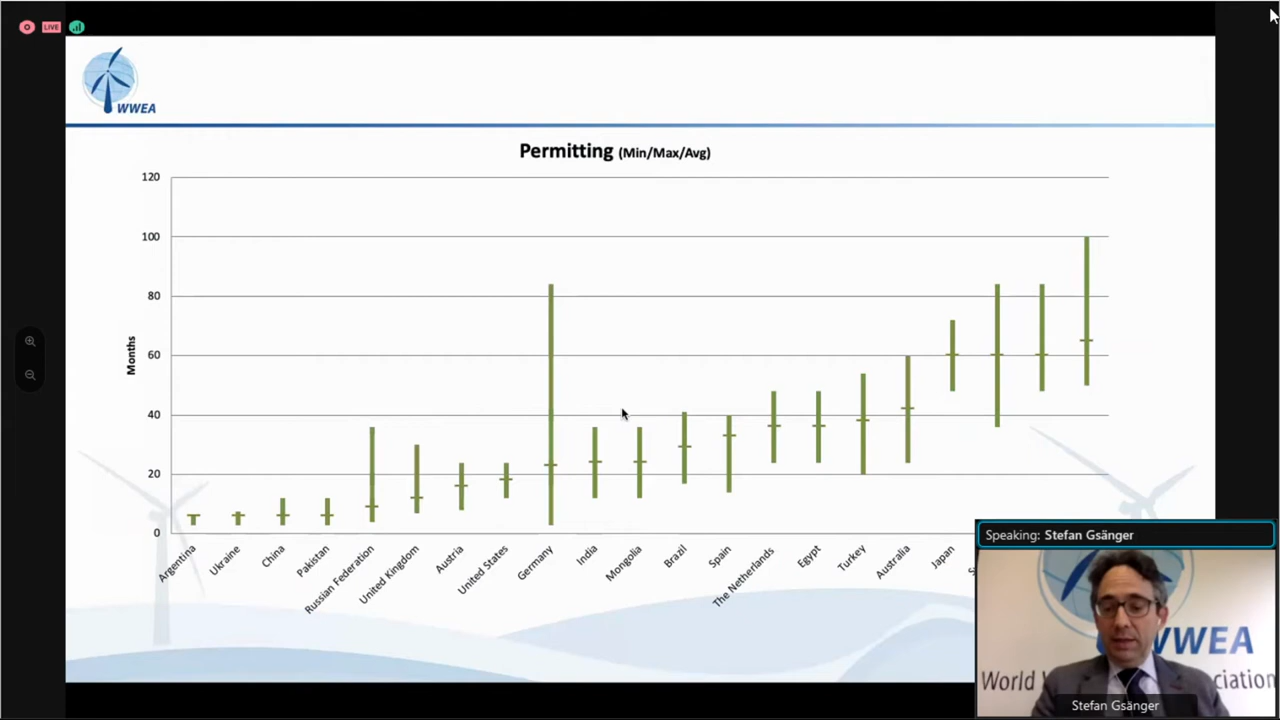 LIVE
WWEA
Permitting (Min/Max/Avg)
120
100
80
60
40
20
0
Months
Argentina
Ukraine
China
Pakistan
Russian Federation
United Kingdom
Austria
United States
Germany
India
Mongolia
Brazil
Spain
The Netherlands
Egypt
Turkey
Australia
Japan
Speaking: Stefan Gsänger
WWEA
World
Stefan Gsänger